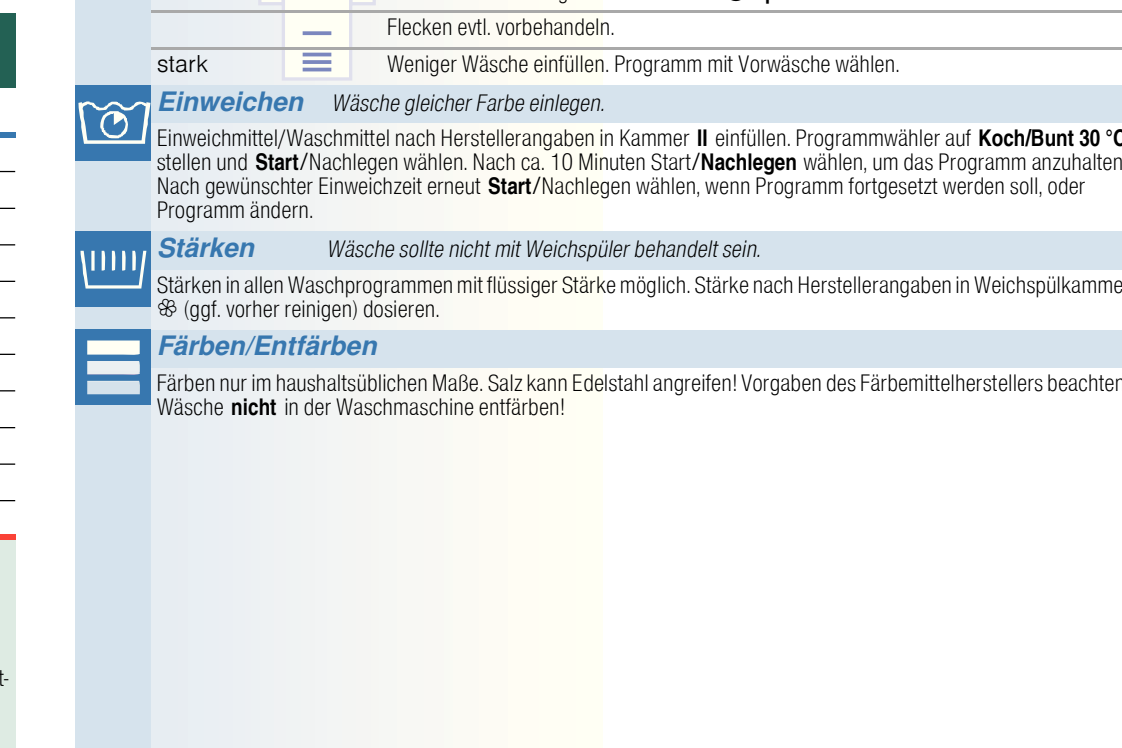 Flecken evtl. vorbehandeln.
stark Weniger Wäsche einfüllen. Programm mit Vorwäsche wählen.
Einweichen Wäsche gleicher Farbe einlegen.
Einweichmittel/Waschmittel nach Herstellerangaben in Kammer II einfüllen. Programmwähler auf Koch/Bunt 30 °C
stellen und Start/Nachlegen wählen. Nach ca. 10 Minuten Start/Nachlegen wählen, um das Programm anzuhalten
Nach gewünschter Einweichzeit erneut Start/Nachlegen wählen, wenn Programm fortgesetzt werden soll, oder
Programm ändern.
Stärken Wäsche sollte nicht mit Weichspüler behandelt sein.
Stärken in allen Waschprogrammen mit flüssiger Stärke möglich. Stärke nach Herstellerangaben in Weichspülkamme
(ggf. vorher reinigen) dosieren.
Färben/Entfärben
Färben nur im haushaltsüblichen Maße. Salz kann Edelstahl angreifen! Vorgaben des Färbemittelherstellers beachten
Wäsche nicht in der Waschmaschine entfärben!
t-